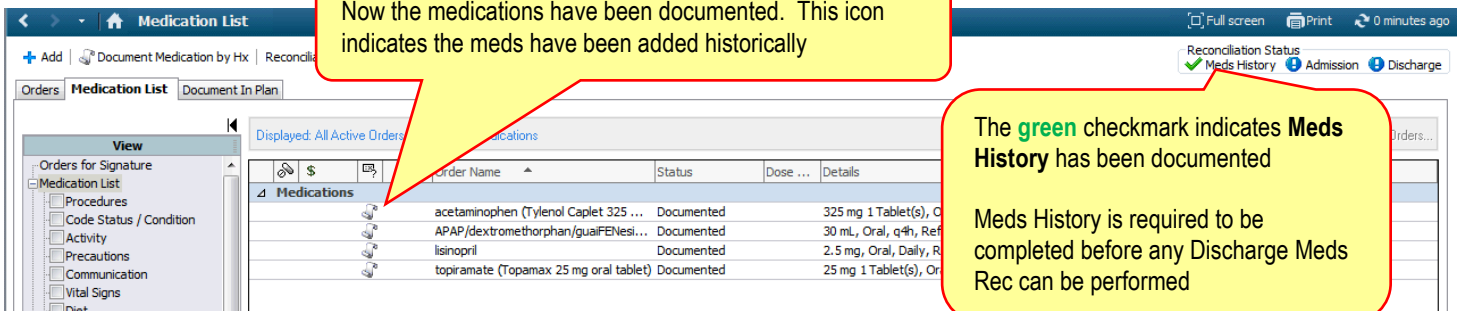 Now the medications have been documented. This icon
indicates the meds have been added historically
Medication List
Full screen Print 0 minutes ago
Add Document Medication by Hx
Reconciliation Status
Meds History Admission Discharge
Orders Medication List Document In Plan
View
Orders for Signature
Medication List
Procedures
Code Status / Condition
Activity
Precautions
Communication
Vital Signs
Diet
Displayed: All Active Orders
Orders...
$ Order Name Status Dose ... Details
Medications
acetaminophen (Tylenol Caplet 325 ... Documented 325 mg 1 Tablet(s),
APAP/dextromethorphan/guaiFENesi... Documented 30 mL, Oral, q4h,
lisinopril Documented 2.5 mg, Oral, Daily,
topiramate (Topamax 25 mg oral tablet) Documented 25 mg 1 Tablet(s),
The green checkmark indicates Meds
History has been documented
Meds History is required to be
completed before any Discharge Meds
Rec can be performed